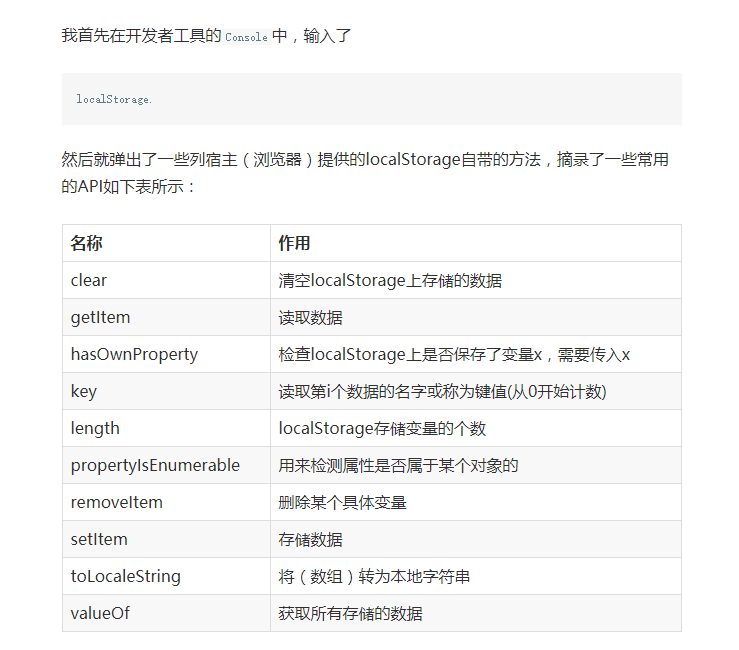 我首先在开发者工具的 Console 中，输入了
localStorage.
然后就弹出了一些列宿主（浏览器）提供的localStorage自带的方法，摘录了一些常用
的API如下表所示：
名称 作用
clear 清空localStorage上存储的数据
getItem 读取数据
hasOwnProperty 检查localStorage上是否保存了变量x，需要传入x
key 读取第i个数据的名字或称为键值(从0开始计数)
length localStorage存储变量的个数
propertyIsEnumerable 用来检测属性是否属于某个对象的
removeItem 删除某个具体变量
setItem 存储数据
toLocaleString 将（数组）转为本地字符串
valueOf 获取所有存储的数据